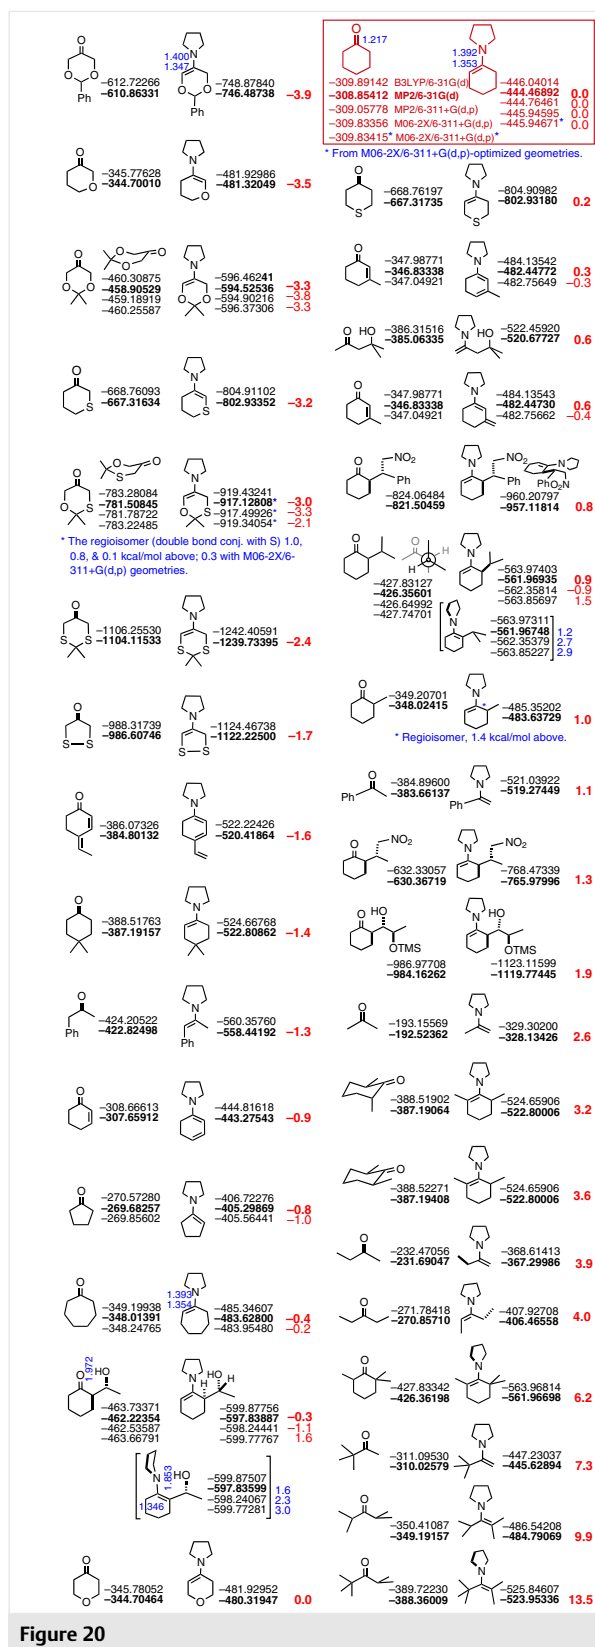 O
O
O
Ph
−612.72266
−610.86331
N
1.400
1.347
O
O
Ph
−748.87840
−746.48738
−3.9
O
O
−345.77628
−344.70010
N
O
−481.92986
−481.32049
−3.5
O
O
O
O
O
O
−460.30875
−458.90529
−459.18919
−460.25587
N
O
O
−596.46241
−594.52536
−594.90216
−596.37306
−3.3
−3.8
−3.3
O
S
−668.76093
−667.31634
N
S
−804.91102
−802.93352
−3.2
O
S
O
O
O
S
−783.28084
−781.50845
−781.78722
−783.22485
N
O
S
−919.43241
−917.12808*
−917.49926*
−919.34054*
−3.0
−3.3
−2.1
* The regioisomer (double bond conj. with S) 1.0,
0.8, & 0.1 kcal/mol above; 0.3 with M06-2X/6-
311+G(d,p) geometries.
O
S
S
−1106.25530
−1104.11533
N
S
S
−1242.40591
−1239.73395
−2.4
O
S
S
−988.31739
−986.60746
N
S
S
−1124.46738
−1122.22500
−1.7
O
−386.07326
−384.80132
N
−522.22426
−520.41864
−1.6
O
−388.51763
−387.19157
N
−524.66768
−522.80862
−1.4
O
Ph
−424.20522
−422.82498
N
Ph
−560.35760
−558.44192
−1.3
O
−308.66613
−307.65912
N
−444.81618
−443.27543
−0.9
O
−270.57280
−269.68257
−269.85602
N
−406.72276
−405.29869
−405.56441
−0.8
−1.0
O
−349.19938
−348.01391
−348.24765
N
1.393
1.354
−485.34607
−483.62800
−483.95480
−0.4
−0.2
1.972
O
HO
−463.73371
−462.22354
−462.53587
−463.66791
N
H
HO
H
−599.87756
−597.83887
−598.24441
−599.77767
−0.3
−1.1
1.6
N
1.853
HO
1.346
−599.87507
−597.83599
−598.24067
−599.77281
1.6
2.3
3.0
O
O
−345.78052
−344.70464
N
O
−481.92952
−480.31947
0.0
O
1.217
N
1.392
1.353
−309.89142 B3LYP/6-31G(d) −446.04014
−308.85412 MP2/6-31G(d) −444.46892 0.0
−444.76461 0.0
−309.05778 MP2/6-311+G(d,p) −445.94595 0.0
−309.83356 M06-2X/6-311+G(d,p) −445.94671* 0.0
−309.83415* M06-2X/6-311+G(d,p)*
* From M06-2X/6-311+G(d,p)-optimized geometries.
O
S
−668.76197
−667.31735
N
S
−804.90982
−802.93180
0.2
O
−347.98771
−346.83338
−347.04921
N
−484.13542
−482.44772
−482.75649
0.3
−0.3
O
HO
−386.31516
−385.06335
N
HO
−522.45920
−520.67727
0.6
O
−347.98771
−346.83338
−347.04921
N
−484.13543
−482.44730
−482.75662
0.6
−0.4
O
NO2
Ph
−824.06484
−821.50459
N
NO2
Ph
N
PhO2N
−960.20797
−957.11814
0.8
O
O
H
H
−427.83127
−426.35601
−426.64992
−427.74701
N
−563.97403
−561.96935
−562.35814
−563.85697
0.9
−0.9
1.5
N
−563.97311
−561.96748
−562.35379
−563.85227
1.2
2.7
2.9
O
−349.20701
−348.02415
N
*
−485.35202
−483.63729
1.0
* Regioisomer, 1.4 kcal/mol above.
O
Ph
−384.89600
−383.66137
N
Ph
−521.03922
−519.27449
1.1
O
NO2
−632.33057
−630.36719
N
NO2
−768.47339
−765.97996
1.3
O
HO
OTMS
−986.97708
−984.16262
N
HO
OTMS
−1123.11599
−1119.77445
1.9
O
−193.15569
−192.52362
N
−329.30200
−328.13426
2.6
O
−388.51902
−387.19064
N
−524.65906
−522.80006
3.2
O
−388.52271
−387.19408
N
−524.65906
−522.80006
3.6
O
−232.47056
−231.69047
N
−368.61413
−367.29986
3.9
O
−271.78418
−270.85710
N
−407.92708
−406.46558
4.0
O
−427.83342
−426.36198
N
−563.96814
−561.96698
6.2
O
−311.09530
−310.02579
N
−447.23037
−445.62894
7.3
O
−350.41087
−349.19157
N
−486.54208
−484.79069
9.9
O
−389.72230
−388.36009
N
−525.84607
−523.95336
13.5
Figure 20